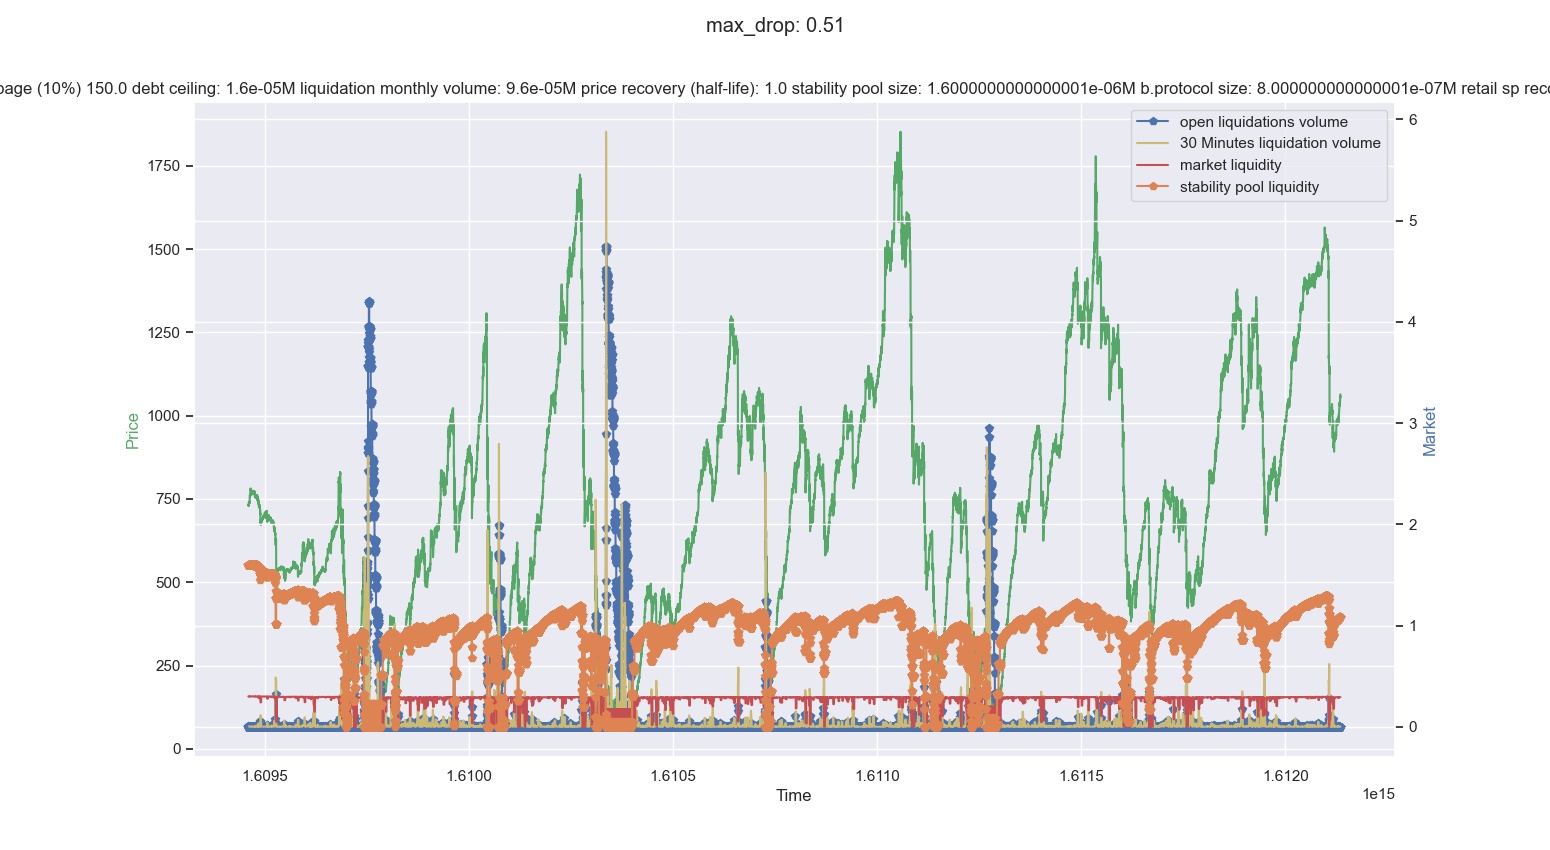 max_drop: 0.51
(10%) 150.0 debt ceiling: 1.6e-05M liquidation monthly volume: 9.6e-05M price recovery (half-life): 1.0 stability pool size: 1.6000000000000001e-06M b.protocol size: 8.000000000000001e-07M retail sp
open liquidations volume
30 Minutes liquidation volume
market liquidity
stability pool liquidity
1750
1500
1250
1000
750
500
250
0
Price
6
5
4
3
2
1
0
Market
1.6095
1.6100
1.6105
1.6110
1.6115
1.6120
1e15
Time